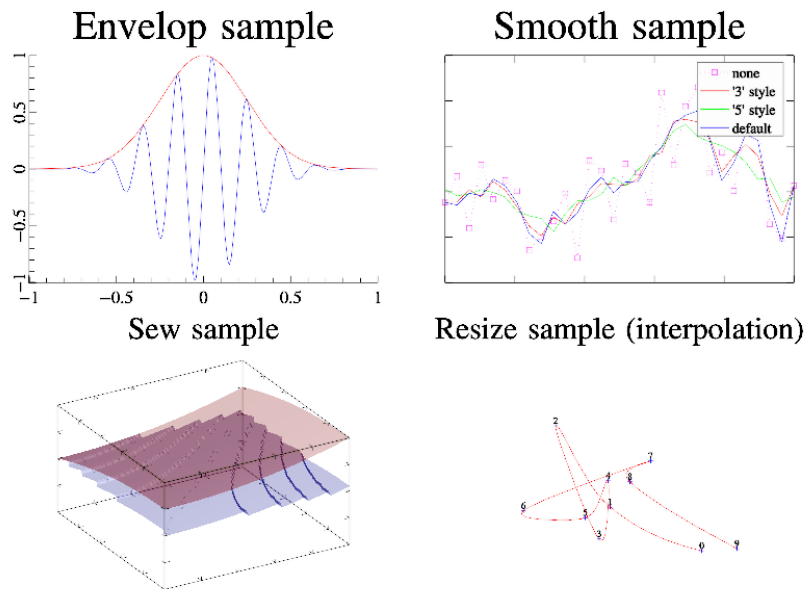 Envelop sample
1
0.5
0
−0.5
−1
−1
−0.5
0
0.5
1
Smooth sample
none
'3' style
'5' style
default
Sew sample
Resize sample (interpolation)
2
7
4
8
1
6
5
3
0
9